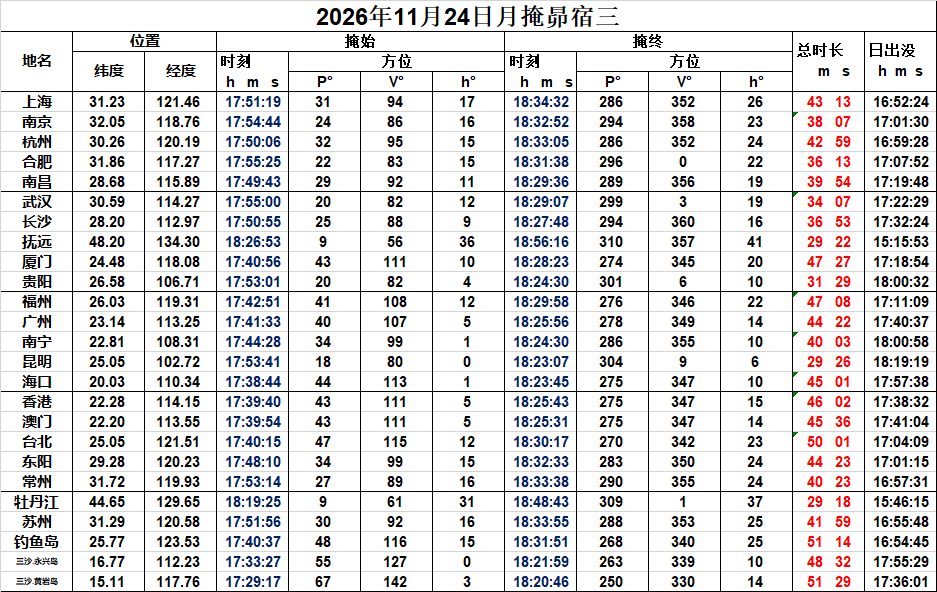 2026年11月24日月掩昴宿三
地名 位置 掩始 掩终 总时长 m s 日出没 h m s
纬度 经度 时刻 h m s 方位 时刻 h m s 方位
P° V° h° P° V° h°
上海 31.23 121.46 17:51:19 31 94 17 18:34:32 286 352 26 43 13 16:52:24
南京 32.05 118.76 17:54:44 24 86 16 18:32:52 294 358 23 38 07 17:01:30
杭州 30.26 120.19 17:50:06 32 95 15 18:33:05 286 352 24 42 59 16:59:28
合肥 31.86 117.27 17:55:25 22 83 15 18:31:38 296 0 22 36 13 17:07:52
南昌 28.68 115.89 17:49:43 29 92 11 18:29:36 289 356 19 39 54 17:19:48
武汉 30.59 114.27 17:55:00 20 82 12 18:29:07 299 3 19 34 07 17:22:29
长沙 28.20 112.97 17:50:55 25 88 9 18:27:48 294 360 16 36 53 17:32:24
抚远 48.20 134.30 18:26:53 9 56 36 18:56:16 310 357 41 29 22 15:15:53
厦门 24.48 118.08 17:40:56 43 111 10 18:28:23 274 345 20 47 27 17:18:54
贵阳 26.58 106.71 17:53:01 20 82 4 18:24:30 301 6 10 31 29 18:00:32
福州 26.03 119.31 17:42:51 41 108 12 18:29:58 276 346 22 47 08 17:11:09
广州 23.14 113.25 17:41:33 40 107 5 18:25:56 278 349 14 44 22 17:40:37
南宁 22.81 108.31 17:44:28 34 99 1 18:24:30 286 355 10 40 03 18:00:58
昆明 25.05 102.72 17:53:41 18 80 0 18:23:07 304 9 6 29 26 18:19:19
海口 20.03 110.34 17:38:44 44 113 1 18:23:45 275 347 10 45 01 17:57:38
香港 22.28 114.15 17:39:40 43 111 5 18:25:43 275 347 15 46 02 17:38:32
澳门 22.20 113.55 17:39:54 43 111 5 18:25:31 275 347 14 45 36 17:41:04
台北 25.05 121.51 17:40:15 47 115 12 18:30:17 270 342 23 50 01 17:04:09
东阳 29.28 120.23 17:48:10 34 99 15 18:32:33 283 350 24 44 23 17:01:15
常州 31.72 119.93 17:53:14 27 89 16 18:33:38 290 355 24 40 23 16:57:31
牡丹江 44.65 129.65 18:19:25 9 61 31 18:48:43 309 1 37 29 18 15:46:15
苏州 31.29 120.58 17:51:56 30 92 16 18:33:55 288 353 25 41 59 16:55:48
钓鱼岛 25.77 123.53 17:40:37 48 116 15 18:31:51 268 340 25 51 14 16:54:45
三沙.永兴岛 16.77 112.23 17:33:27 55 127 0 18:21:59 263 339 10 48 32 17:55:29
三沙.黄岩岛 15.11 117.76 17:29:17 67 142 3 18:20:46 250 330 14 51 29 17:36:01